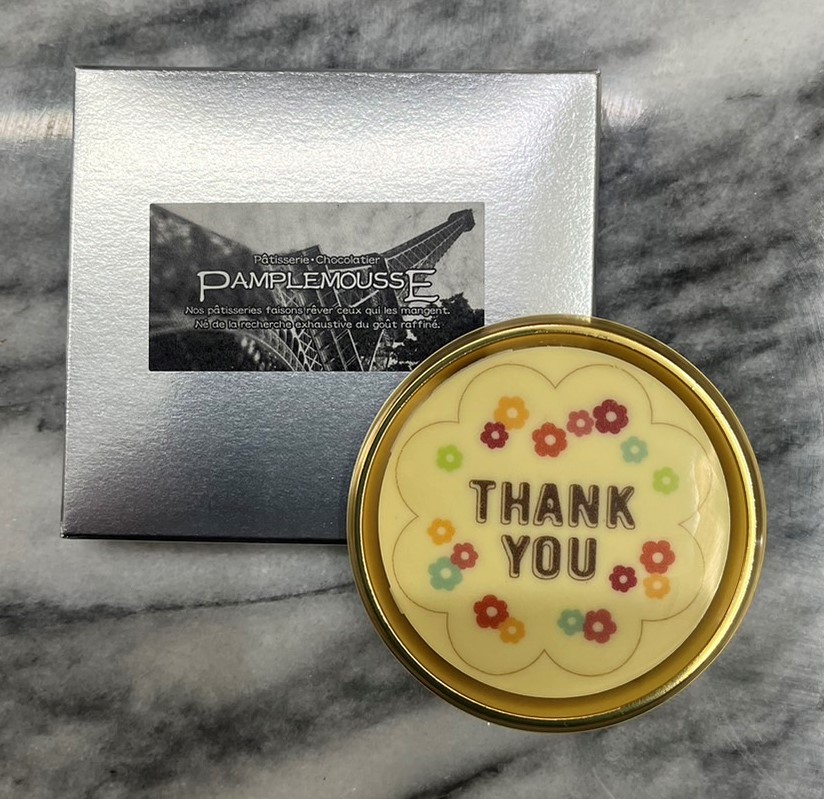 Pâtisserie・Chocolatier
PAMPLEMOUSSE
Nos pâtisseries faisons rêver ceux qui les mangent.
Né de la recherche exhaustive du goût raffiné.
THANK
YOU